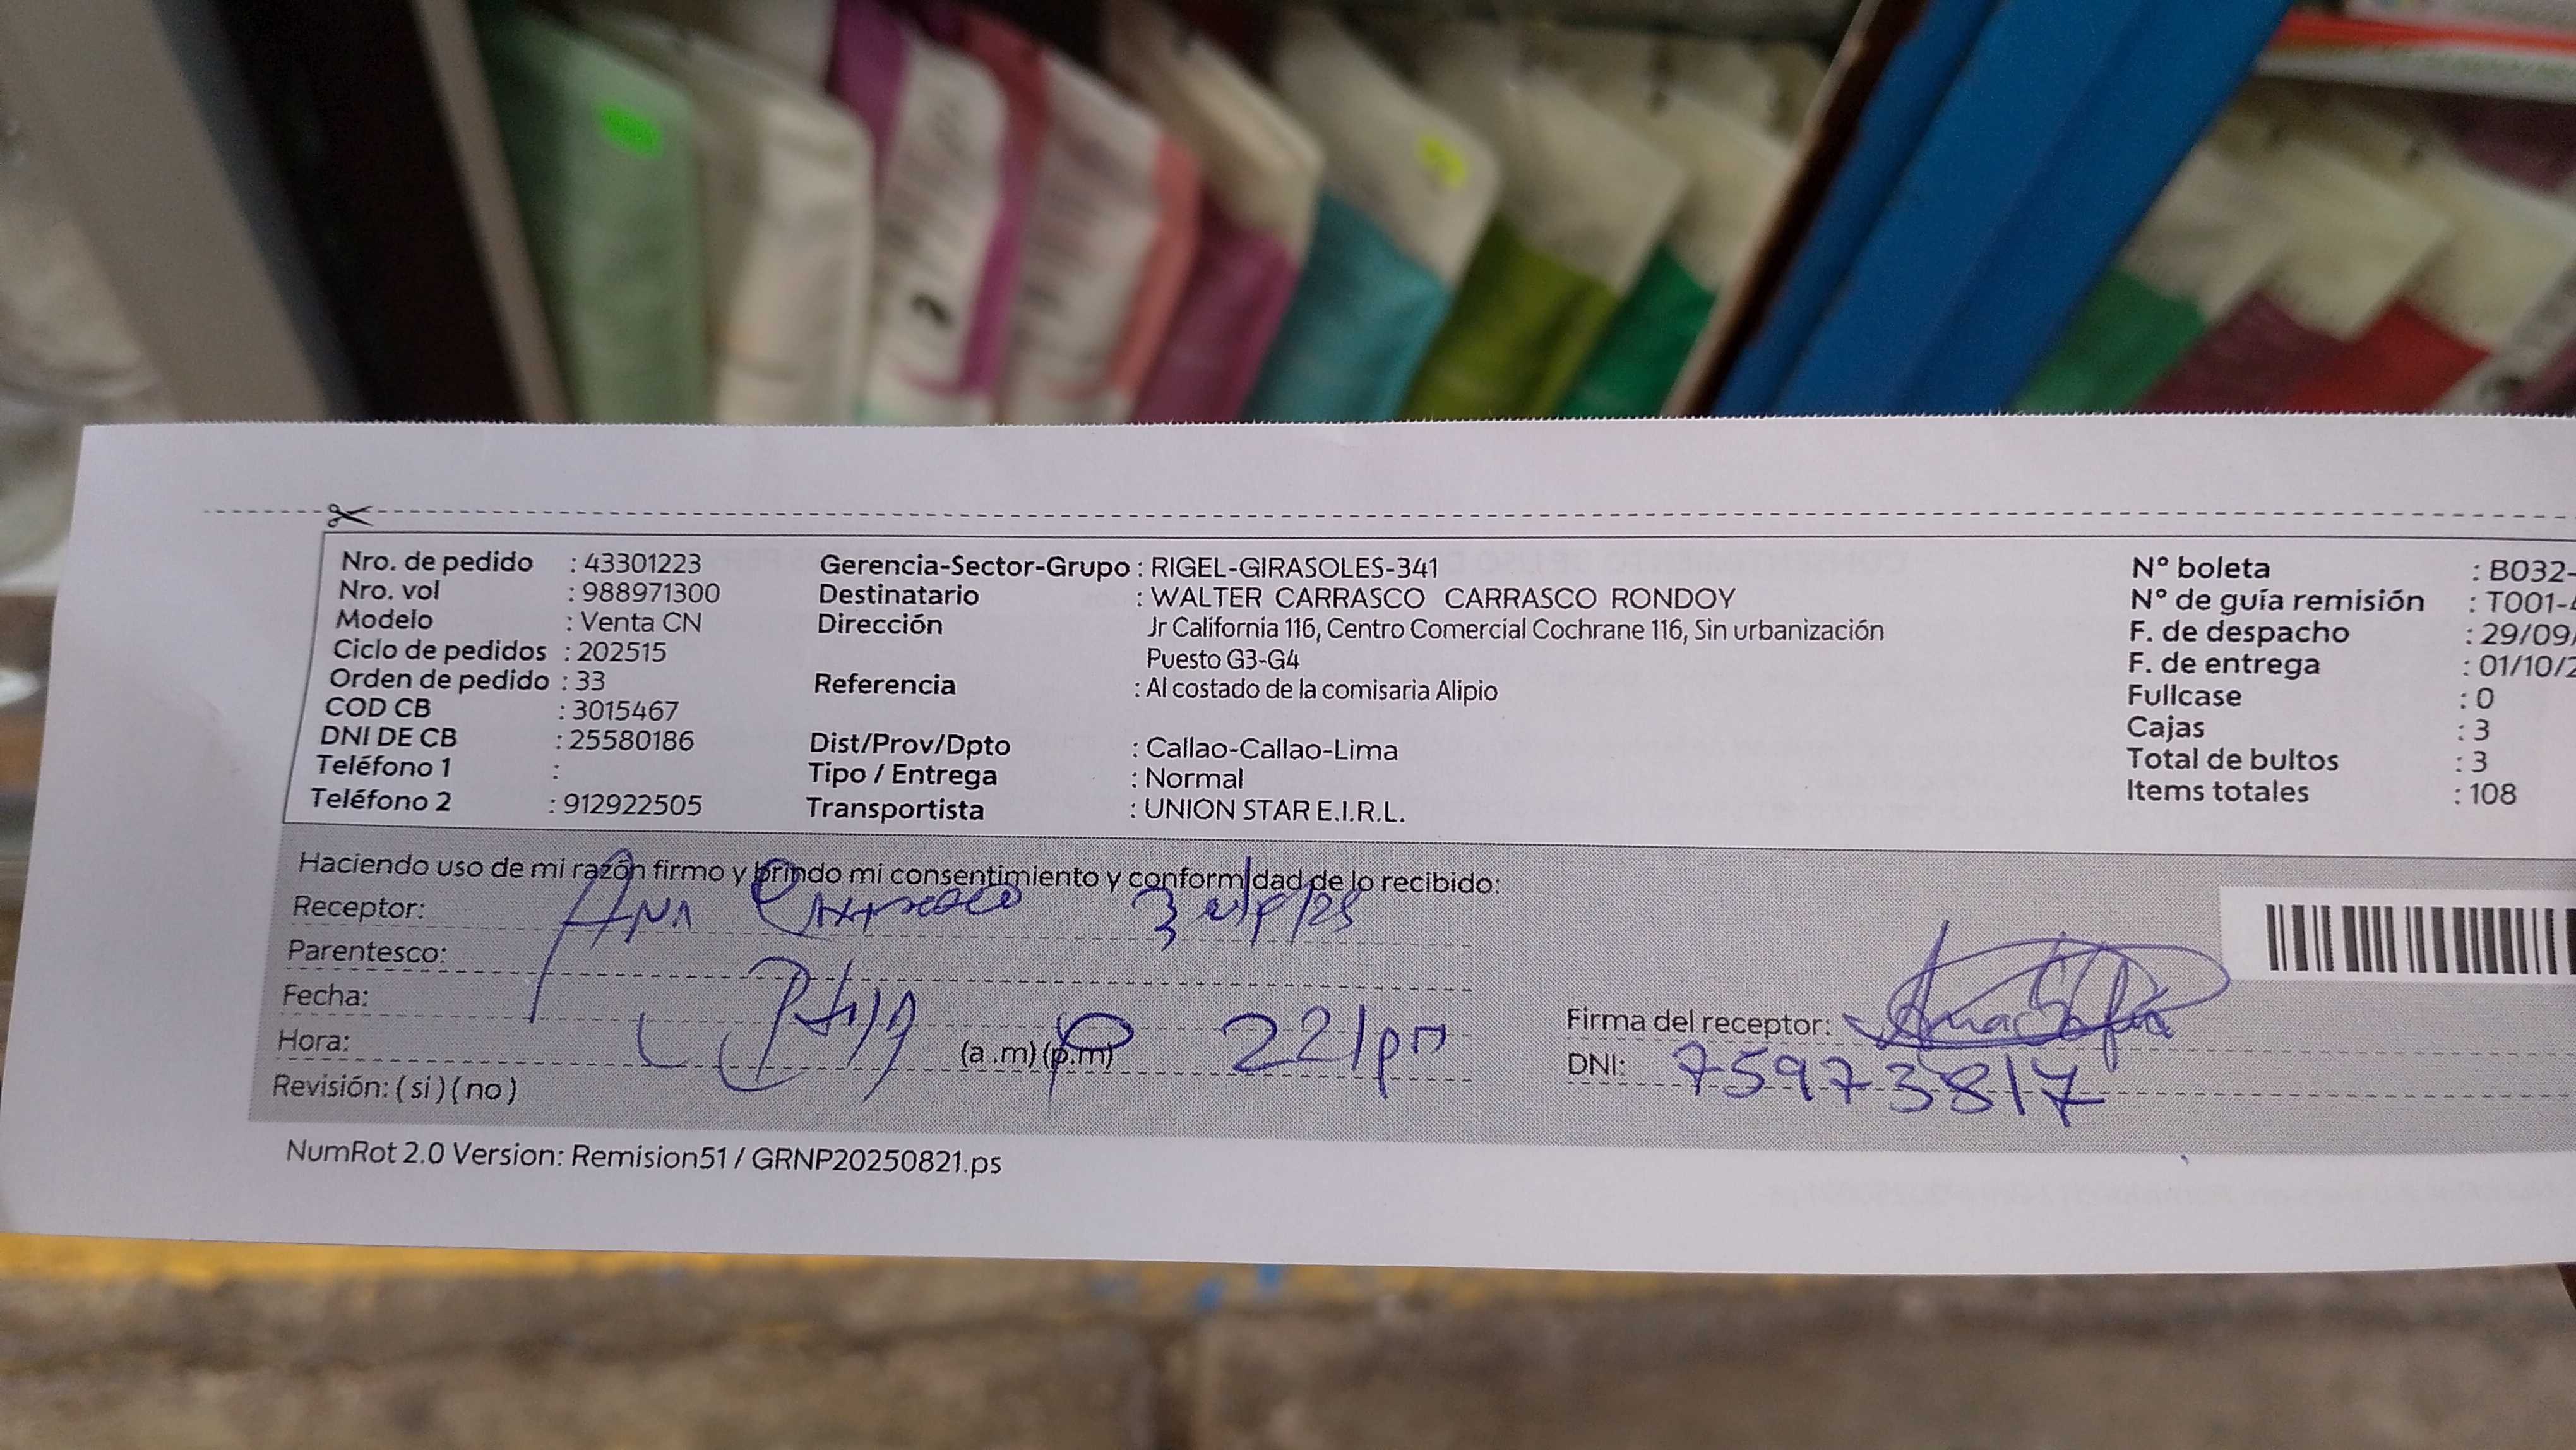 Nro. de pedido : 43301223
Nro. vol : 988971300
Modelo : Venta CN
Ciclo de pedidos : 202515
Orden de pedido : 33
COD CB : 3015467
DNI DE CB : 25580186
Teléfono 1 :
Teléfono 2 : 912922505
Gerencia-Sector-Grupo : RIGEL-GIRASOLES-341
Destinatario : WALTER CARRASCO CARRASCO RONDOY
Dirección Jr California 116, Centro Comercial Cochrane 116, Sin urbanización
Puesto G3-G4
Referencia : Al costado de la comisaria Alipio
Dist/Prov/Dpto : Callao-Callao-Lima
Tipo / Entrega : Normal
Transportista : UNION STAR E.I.R.L.
N° boleta : B032-
N° de guía remisión : T001-
F. de despacho : 29/09/
F. de entrega : 01/10/2
Fullcase : 0
Cajas : 3
Total de bultos : 3
Items totales : 108
Haciendo uso de mi razón firmo y brindo mi consentimiento y conformidad de lo recibido:
Receptor: Ana Carrasco 3
Parentesco:
Fecha:
Hora: (a.m) (p.m) 221pm
Revisión: ( si ) ( no )
Firma del receptor:
DNI: 75973817
NumRot 2.0 Version: Remision51 / GRNP20250821.ps